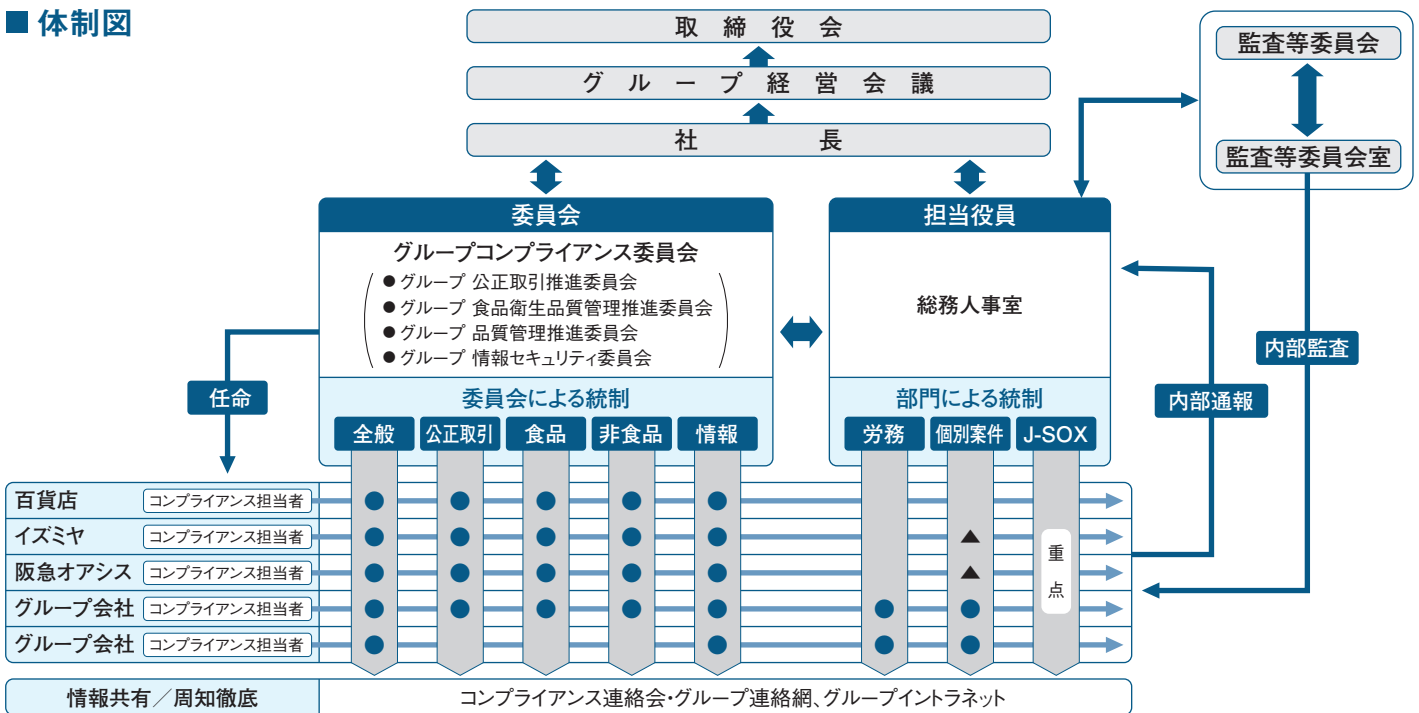 ■ 体制図
取締役会
グループ経営会議
社長
監査等委員会
監査等委員会室
委員会
グループコンプライアンス委員会
●グループ 公正取引推進委員会
●グループ 食品衛生品質管理推進委員会
●グループ 品質管理推進委員会
●グループ 情報セキュリティ委員会
担当役員
総務人事室
任命
内部通報
内部監査
委員会による統制
全般 公正取引 食品 非食品 情報
部門による統制
労務 個別案件 J-SOX
百貨店 コンプライアンス担当者
イズミヤ コンプライアンス担当者
阪急オアシス コンプライアンス担当者
グループ会社 コンプライアンス担当者
グループ会社 コンプライアンス担当者
重点
情報共有/周知徹底
コンプライアンス連絡会・グループ連絡網、グループイントラネット